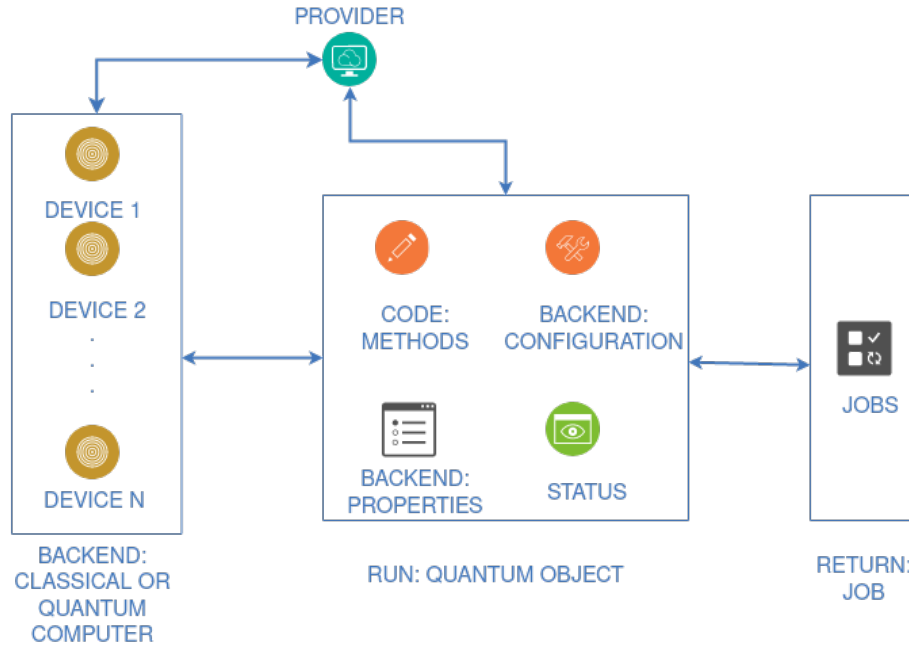 PROVIDER
DEVICE 1
DEVICE 2
.
.
.
DEVICE N
BACKEND:
CLASSICAL OR
QUANTUM
COMPUTER
CODE:
METHODS
BACKEND:
CONFIGURATION
BACKEND:
PROPERTIES
STATUS
RUN: QUANTUM OBJECT
JOBS
RETURN:
JOB